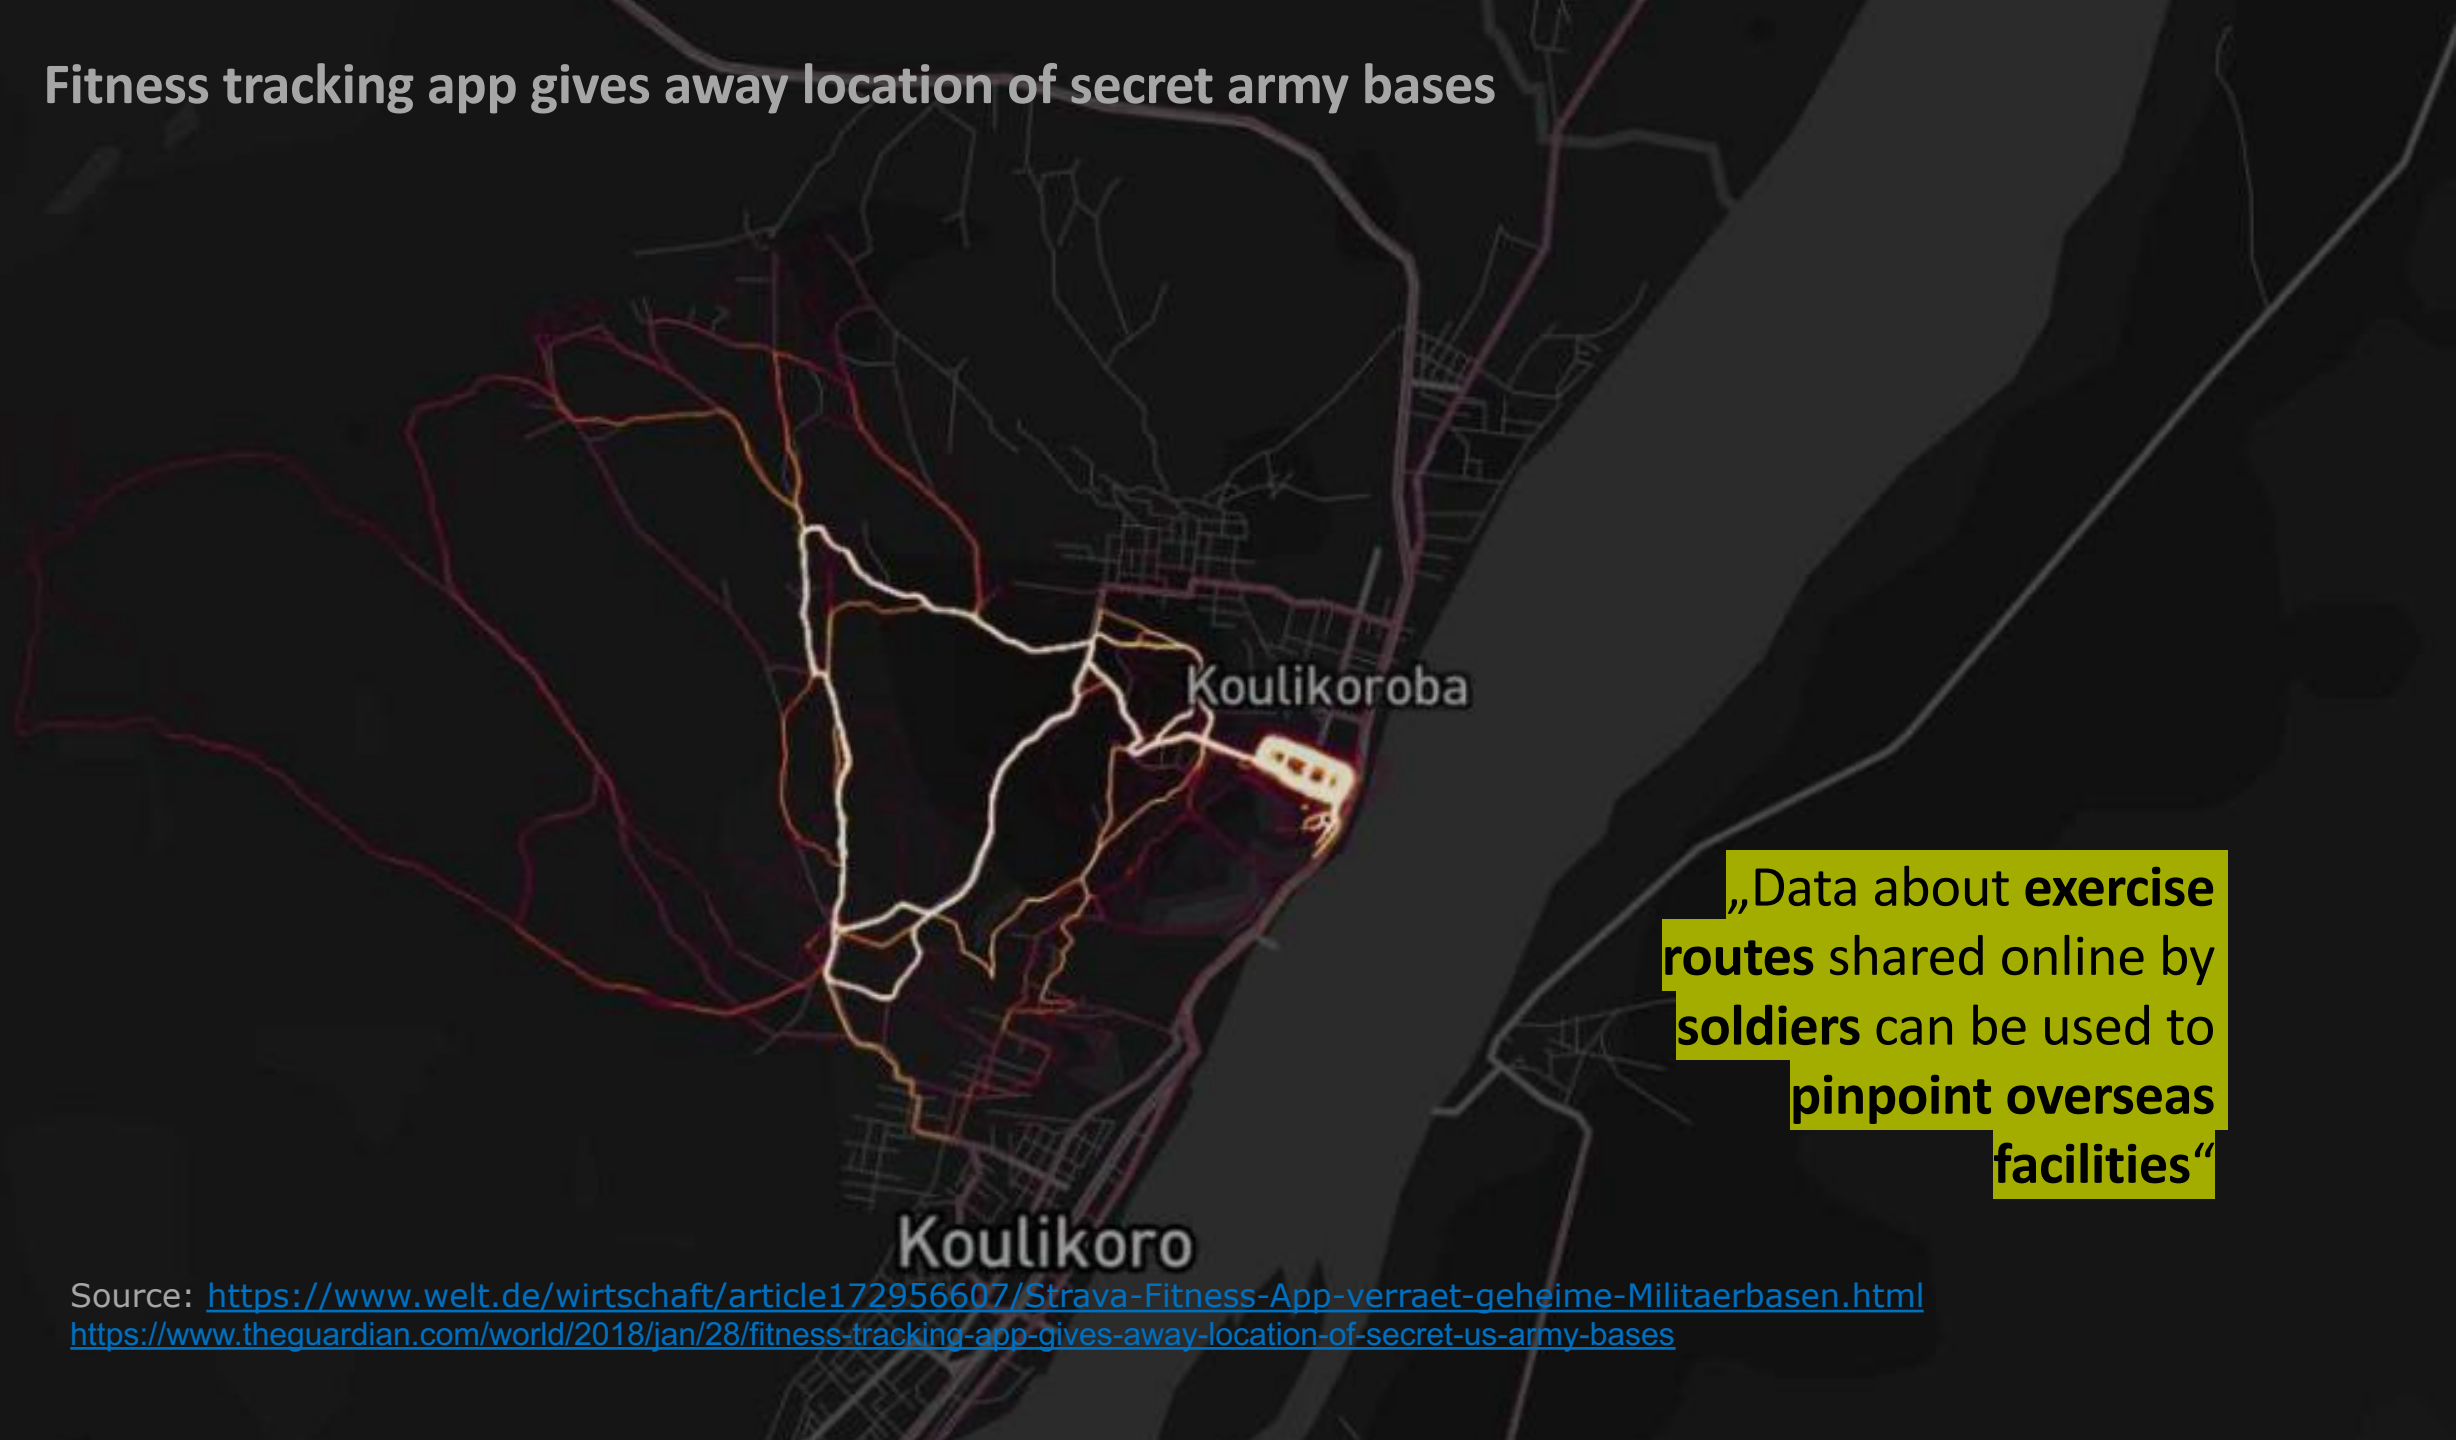 Fitness tracking app gives away location of secret army bases
Koulikoroba
„Data about exercise
routes shared online by
soldiers can be used to
pinpoint overseas
facilities“
Koulikoro
Source: https://www.welt.de/wirtschaft/article172956607/Strava-Fitness-App-verraet-geheime-Militaerbasen.html
https://www.theguardian.com/world/2018/jan/28/fitness-tracking-app-gives-away-location-of-secret-us-army-bases